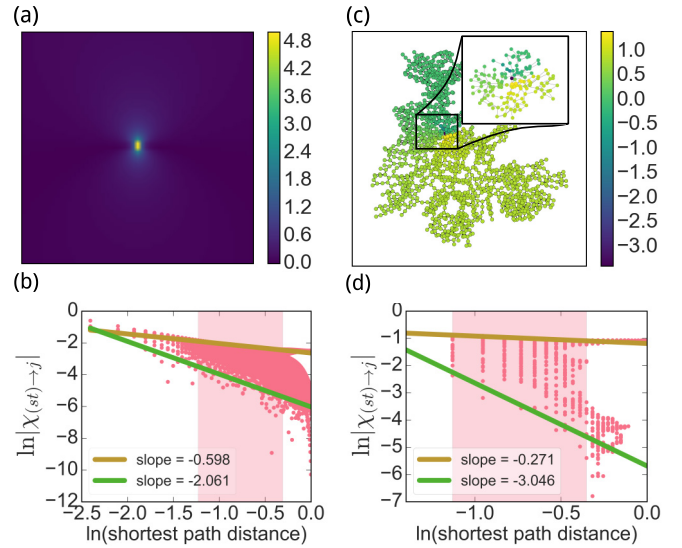 (a)
4.8
4.0
3.2
2.4
1.6
0.8
0.0
(c)
1.0
0.5
0.0
−0.5
−1.0
−1.5
−2.0
−2.5
−3.0
(b)
ln|χ(st)→j|
0
−2
−4
−6
−8
−10
−12
slope = -0.598
slope = -2.061
−2.5 −2.0 −1.5 −1.0 −0.5 0.0
ln(shortest path distance)
(d)
ln|χ(st)→j|
0
−1
−2
−3
−4
−5
−6
−7
slope = -0.271
slope = -3.046
−1.0 −0.5 0.0
ln(shortest path distance)